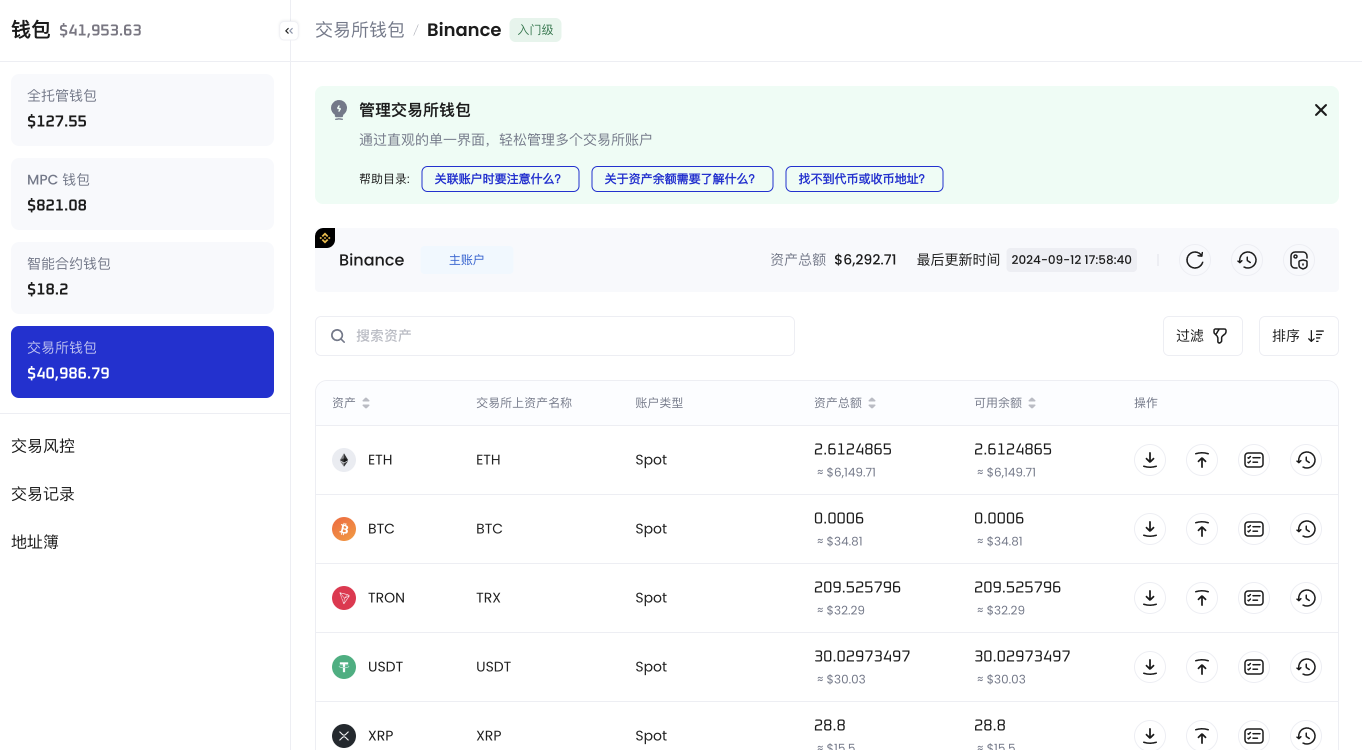 钱包 $41,953.63
全托管钱包
$127.55
MPC 钱包
$821.08
智能合约钱包
$18.2
交易所钱包
$40,986.79
交易风控
交易记录
地址簿
交易所钱包 / Binance 入门级
管理交易所钱包
通过直观的单一界面，轻松管理多个交易所账户
帮助目录: 关联账户时要注意什么? 关于资产余额需要了解什么? 找不到代币或收币地址?
Binance 主账户 资产总额 $6,292.71 最后更新时间 2024-09-12 17:58:40
搜索资产 过滤 排序
资产 交易所上资产名称 账户类型 资产总额 可用余额 操作
ETH ETH Spot 2.6124865 2.6124865
≈ $6,149.71 ≈ $6,149.71
BTC BTC Spot 0.0006 0.0006
≈ $34.81 ≈ $34.81
TRON TRX Spot 209.525796 209.525796
≈ $32.29 ≈ $32.29
USDT USDT Spot 30.02973497 30.02973497
≈ $30.03 ≈ $30.03
XRP XRP Spot 28.8 28.8
≈ $15.5 ≈ $15.5